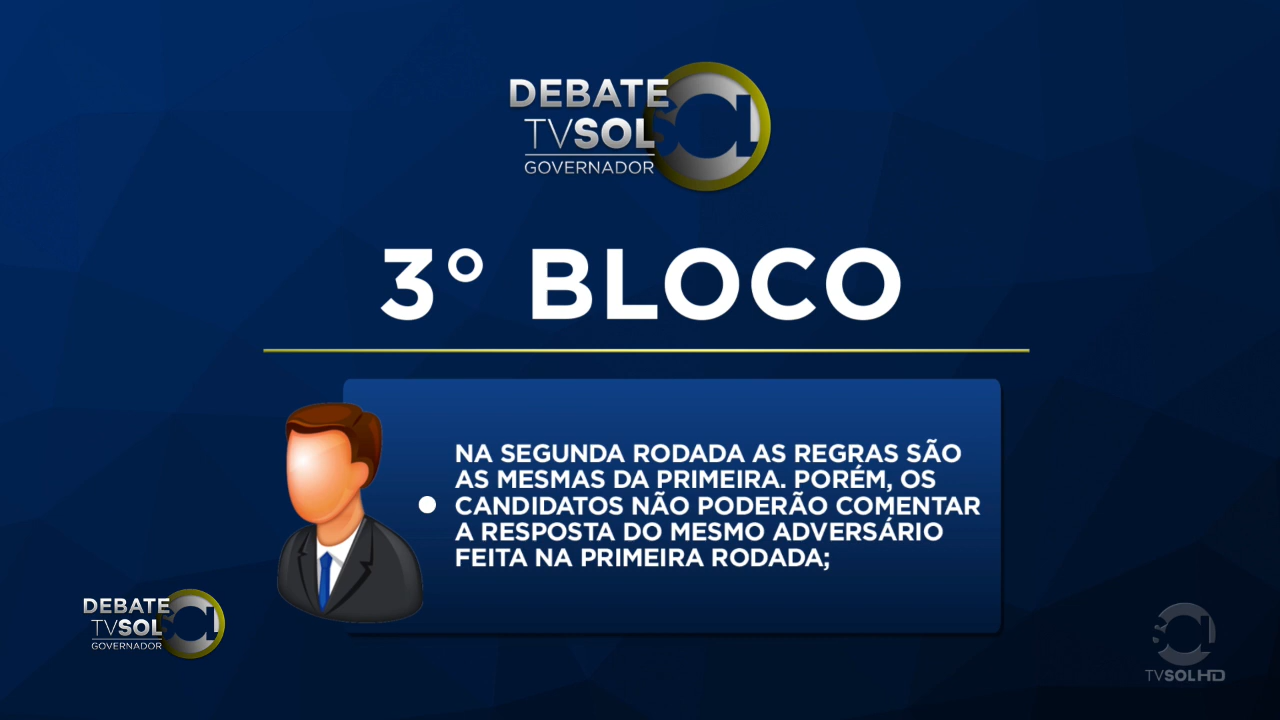 DEBATE
TVSOL
GOVERNADOR
3° BLOCO
NA SEGUNDA RODADA AS REGRAS SÃO
AS MESMAS DA PRIMEIRA. PORÉM, OS
CANDIDATOS NÃO PODERÃO COMENTAR
A RESPOSTA DO MESMO ADVERSÁRIO
FEITA NA PRIMEIRA RODADA;
DEBATE
TVSOL
GOVERNADOR
TVSOLHD